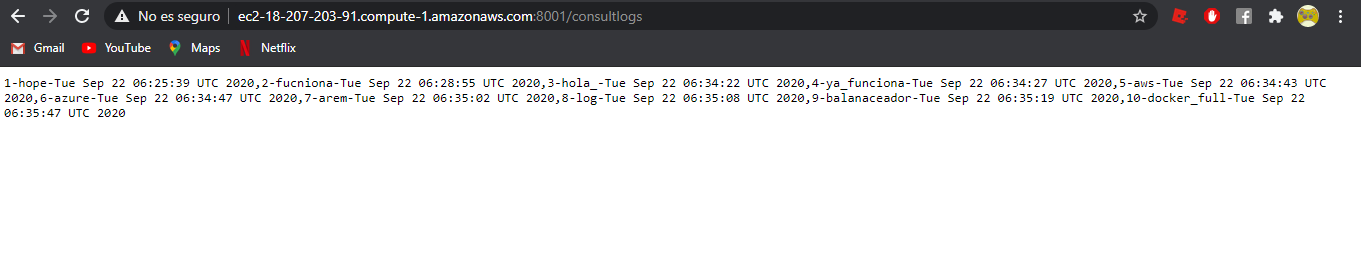 No es seguro ec2-18-207-203-91.compute-1.amazonaws.com:8001/consultlogs
Gmail YouTube Maps Netflix
1-hope-Tue Sep 22 06:25:39 UTC 2020,2-fucniona-Tue Sep 22 06:28:55 UTC 2020,3-hola_-Tue Sep 22 06:34:22 UTC 2020,4-ya_funciona-Tue Sep 22 06:34:27 UTC 2020,5-aws-Tue Sep 22 06:34:43 UTC
2020,6-azure-Tue Sep 22 06:34:47 UTC 2020,7-arem-Tue Sep 22 06:35:02 UTC 2020,8-log-Tue Sep 22 06:35:08 UTC 2020,9-balanaceador-Tue Sep 22 06:35:19 UTC 2020,10-docker_full-Tue Sep 22
06:35:47 UTC 2020